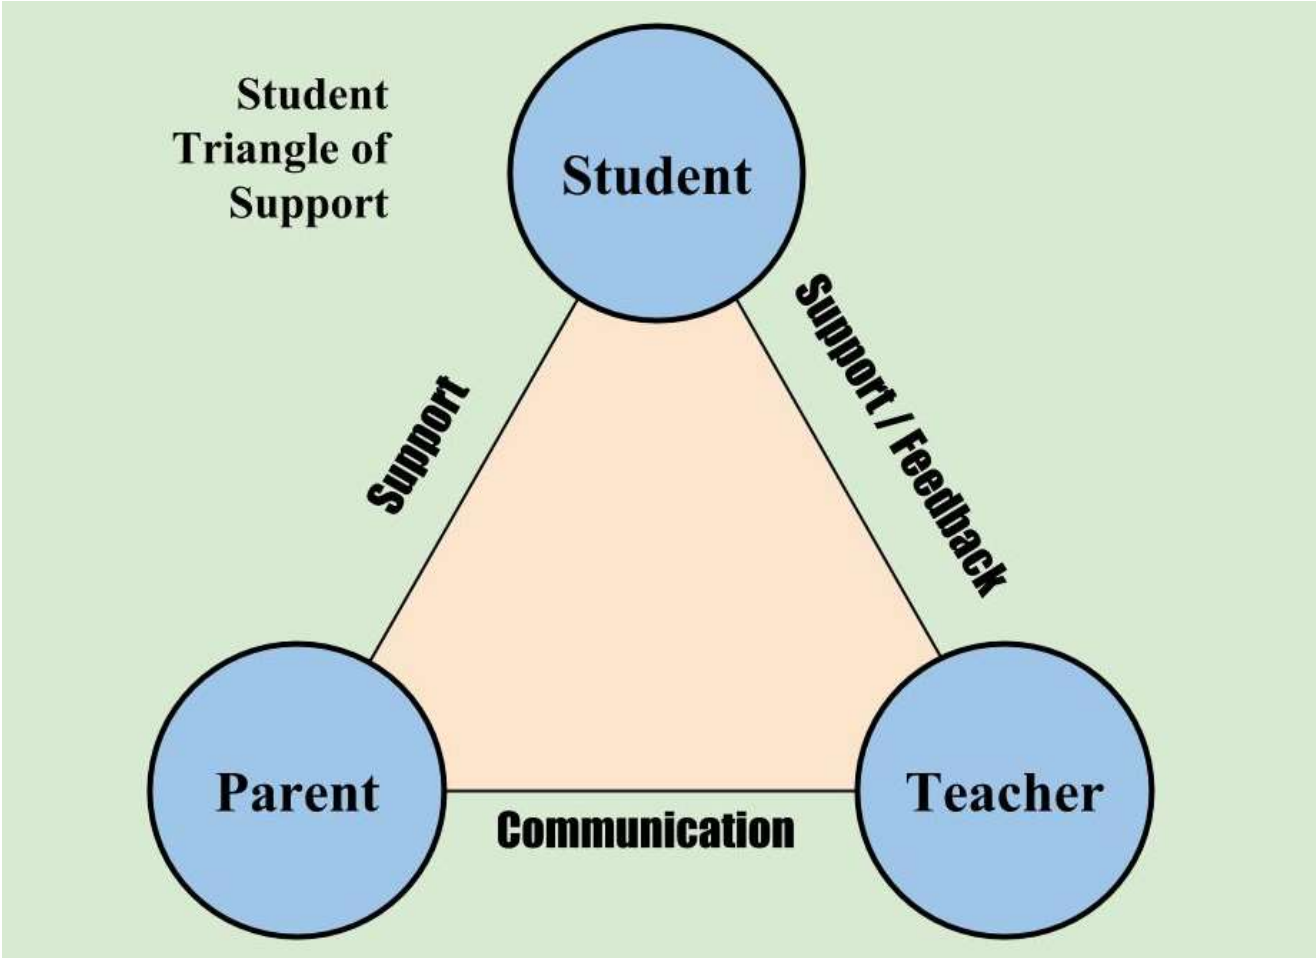 Student
Triangle of
Support
Student
Support
Support / Feedback
Parent
Teacher
Communication